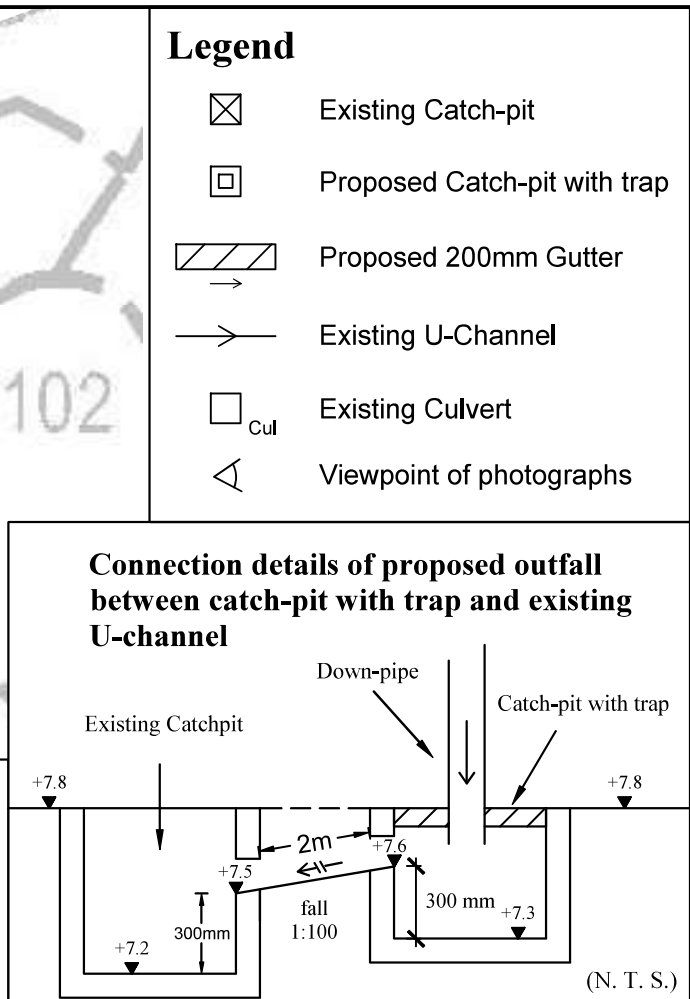 102
Legend
Existing Catch-pit
Proposed Catch-pit with trap
Proposed 200mm Gutter
Existing U-Channel
Cul
Existing Culvert
Viewpoint of photographs
Connection details of proposed outfall
between catch-pit with trap and existing
U-channel
Down-pipe
Catch-pit with trap
Existing Catchpit
+7.8
+7.8
2m
+7.6
+7.5
300mm
fall
1:100
300 mm
+7.3
+7.2
(N. T. S.)